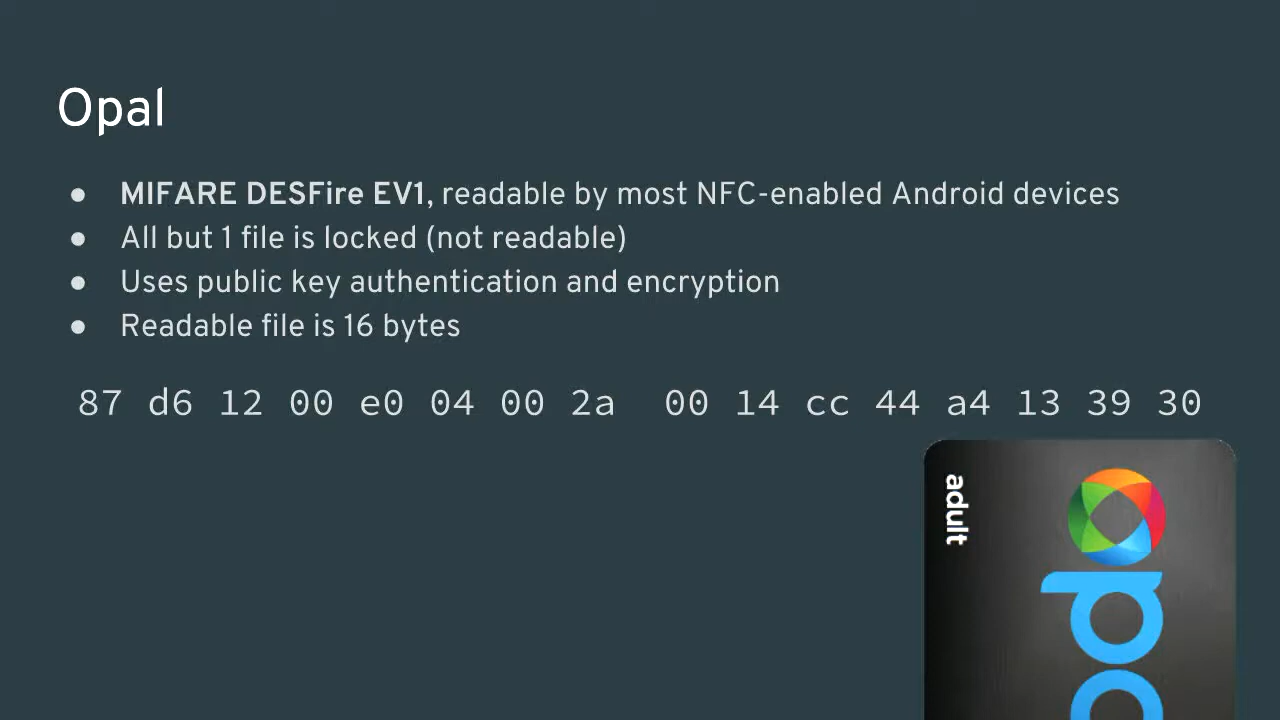 Opal
● MIFARE DESFire EV1, readable by most NFC-enabled Android devices
● All but 1 file is locked (not readable)
● Uses public key authentication and encryption
● Readable file is 16 bytes
87 d6 12 00 e0 04 00 2a 00 14 cc 44 a4 13 39 30
adult
opa